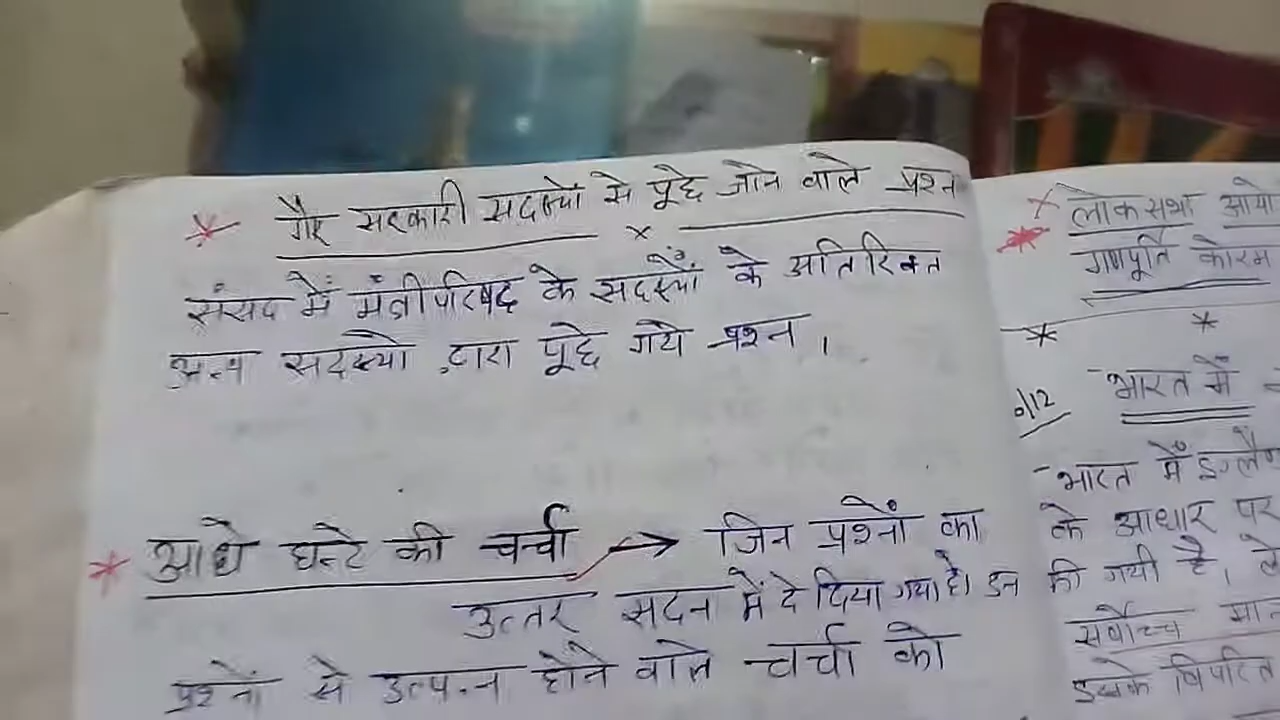 * गैर सरकारी सदस्यों से पूछे जाने वाले प्रश्न
×
संसद में मंत्रीपरिषद के सदस्यों के अतिरिक्त
अन्य सदस्यो द्वारा पूछे गये प्रश्न ।
* आधे घन्टे की चर्चा → जिन प्रश्नों का
उत्तर सदन में दे दिया गया है। इन
प्रश्नों से उत्पन्न होने वाले चर्चा को
× लोकसभा
* गणपूर्ति कोरम
* *
भारत में
भारत में
के आधार पर
की गयी है,
सर्वोच्च
इसके विपरित